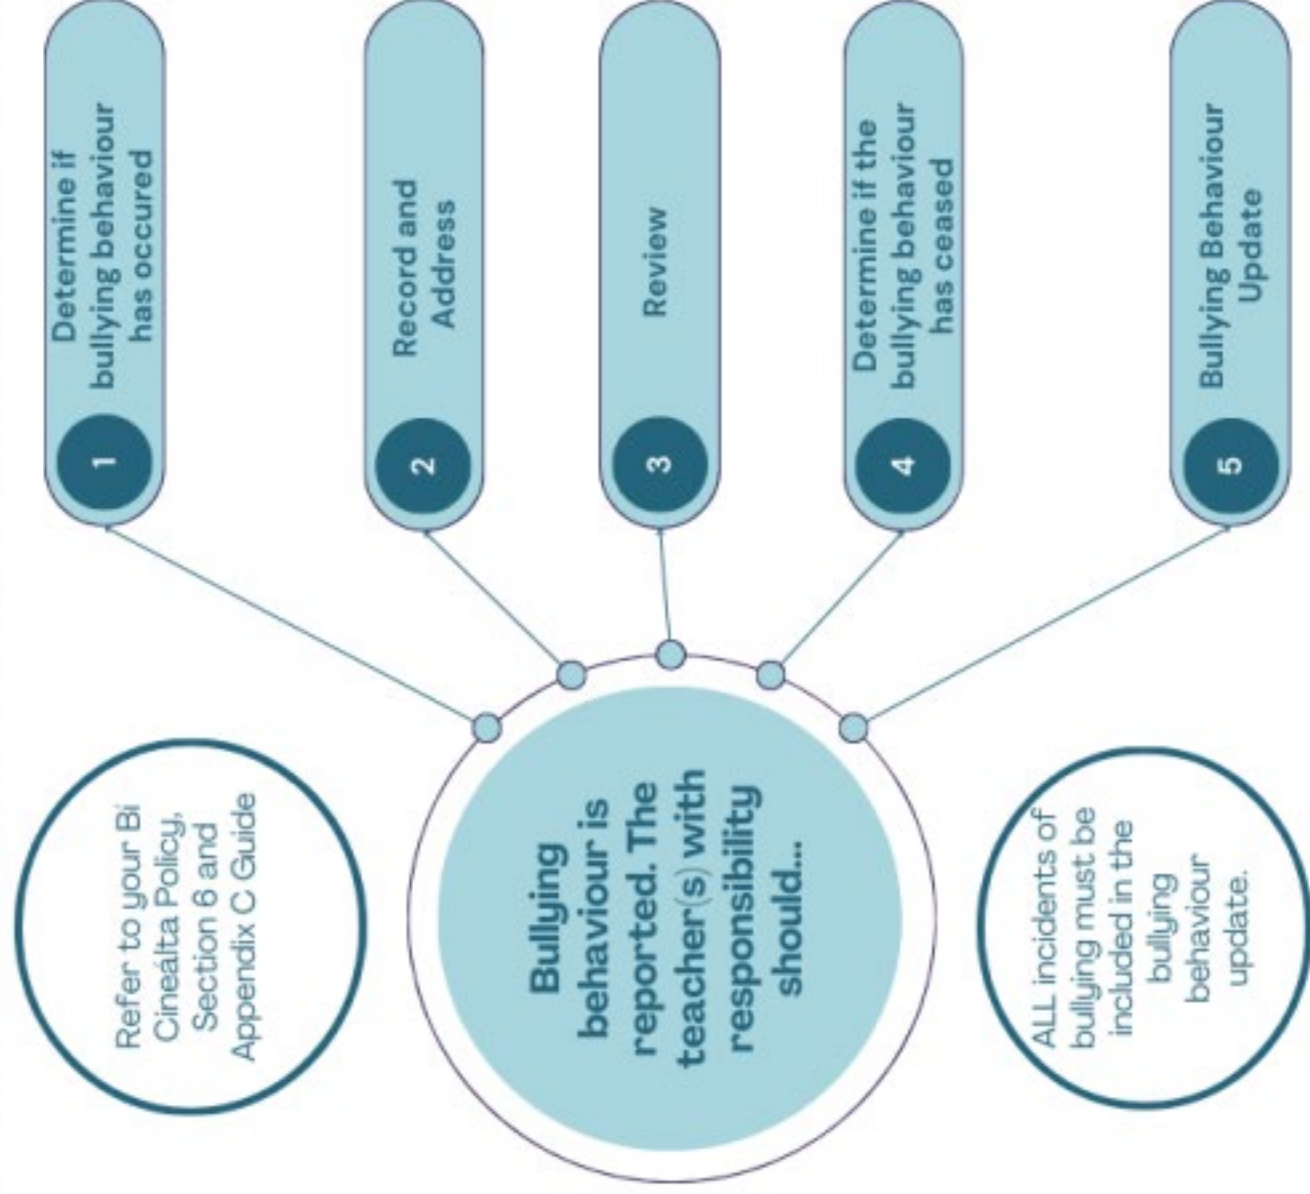 Refer to your Bí
Cineálta Policy,
Section 6 and
Appendix C Guide
Bullying
behaviour is
reported. The
teacher(s) with
responsibility
should...
ALL incidents of
bullying must be
included in the
bullying
behaviour
update.
1
Determine if
bullying behaviour
has occured
2
Record and
Address
3
Review
4
Determine if the
bullying behaviour
has ceased
5
Bullying Behaviour
Update